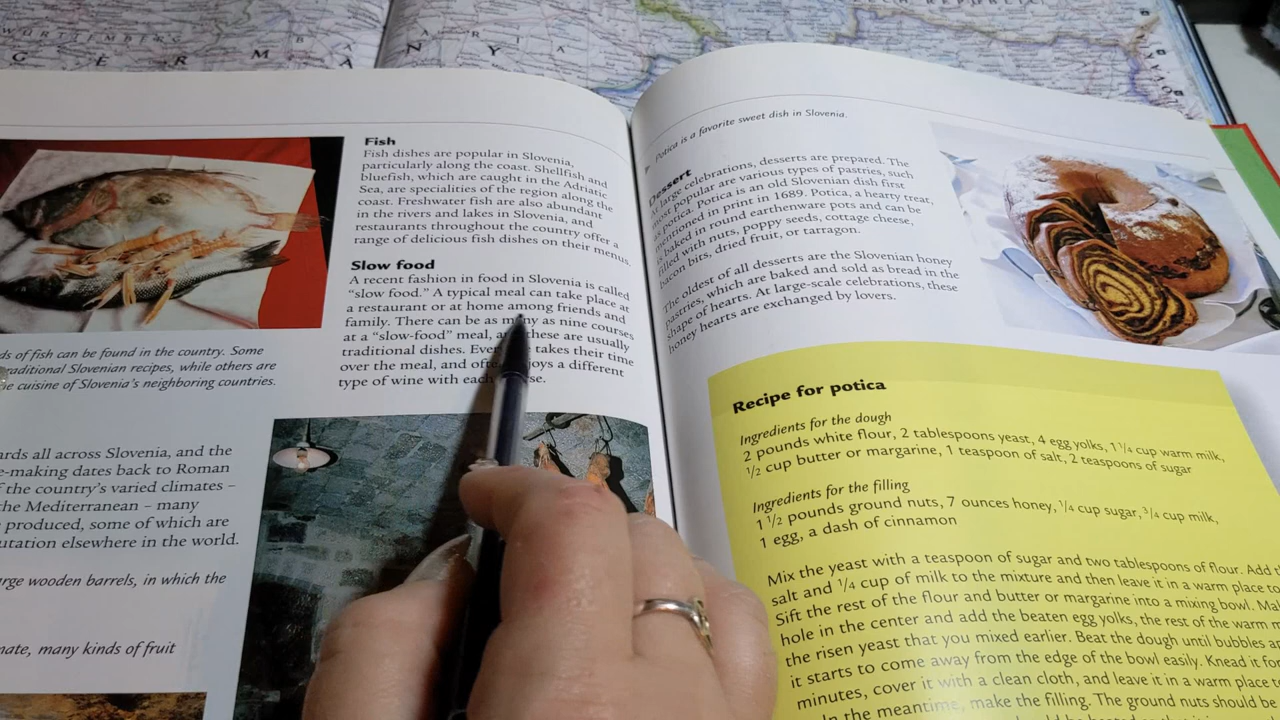 WÜRTTEMBERG
G E R M A N Y
Fish
Fish dishes are popular in Slovenia,
particularly along the coast. Shellfish and
bluefish, which are caught in the Adriatic
Sea, are specialities of the region along the
coast. Freshwater fish are also abundant
in the rivers and lakes in Slovenia, and
restaurants throughout the country offer a
range of delicious fish dishes on their menus.
Slow food
A recent fashion in food in Slovenia is called
“slow food.” A typical meal can take place at
a restaurant or at home among friends and
family. There can be as many as nine courses
at a “slow-food” meal, and these are usually
traditional dishes. takes their time
over the meal, and often enjoys a different
type of wine with each
ds of fish can be found in the country. Some
raditional Slovenian recipes, while others are
e cuisine of Slovenia's neighboring countries.
ards all across Slovenia, and the
e-making dates back to Roman
f the country's varied climates –
the Mediterranean – many
produced, some of which are
utation elsewhere in the world.
arge wooden barrels, in which the
mate, many kinds of fruit
Potica is a favorite sweet dish in Slovenia.
Dessert
At large celebrations, desserts are prepared. The
most popular are various types of pastries, such
as potica. Potica is an old Slovenian dish first
mentioned in print in 1689. Potica, a hearty treat,
is baked in round earthenware pots and can be
filled with nuts, poppy seeds, cottage cheese,
bacon bits, dried fruit, or tarragon.
The oldest of all desserts are the Slovenian honey
pastries, which are baked and sold as bread in the
shape of hearts. At large-scale celebrations, these
honey hearts are exchanged by lovers.
Recipe for potica
Ingredients for the dough
2 pounds white flour, 2 tablespoons yeast, 4 egg yolks, 1 1/4 cup warm milk,
1/2 cup butter or margarine, 1 teaspoon of salt, 2 teaspoons of sugar
Ingredients for the filling
1 1/2 pounds ground nuts, 7 ounces honey, 1/4 cup sugar, 3/4 cup milk,
1 egg, a dash of cinnamon
Mix the yeast with a teaspoon of sugar and two tablespoons of flour. Add t
salt and 1/4 cup of milk to the mixture and then leave it in a warm place to
Sift the rest of the flour and butter or margarine into a mixing bowl. Ma
hole in the center and add the beaten egg yolks, the rest of the warm m
the risen yeast that you mixed earlier. Beat the dough until bubbles a
it starts to come away from the edge of the bowl easily. Knead it for
minutes, cover it with a clean cloth, and leave it in a warm place to
In the meantime, make the filling. The ground nuts should be